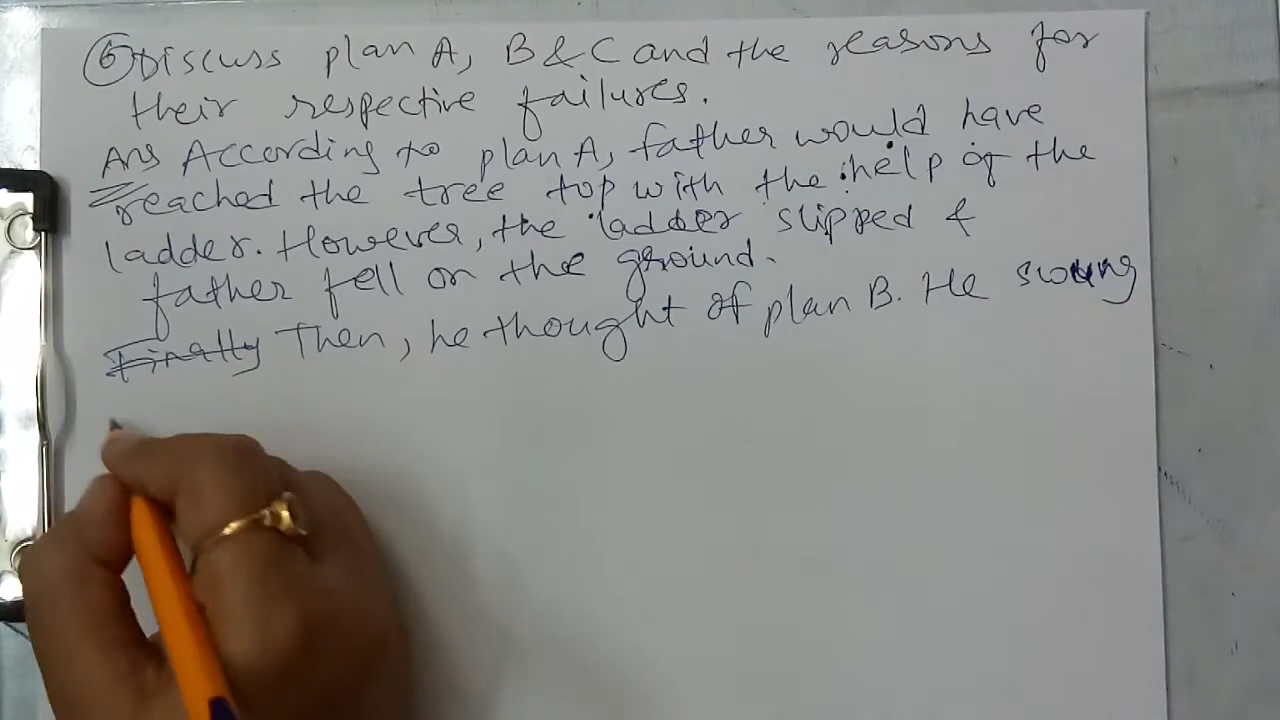 ⑥ Discuss plan A, B & C and the reasons for
their respective failures.
Ans According to plan A, father would have
reached the tree top with the help of the
ladder. However, the ladder slipped &
father fell on the ground.
Finally Then, he thought of plan B. He swung